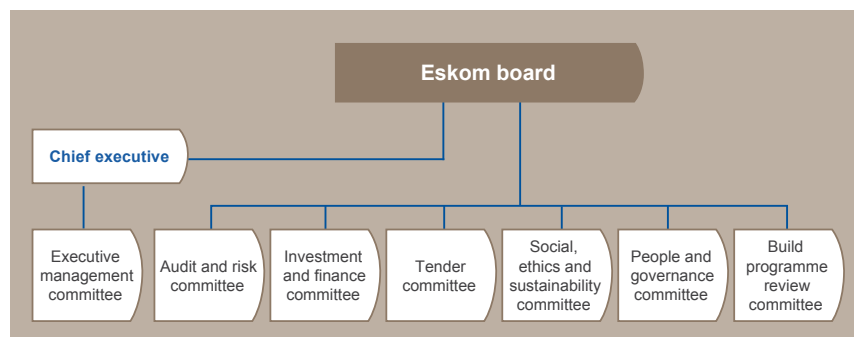 Eskom board
Chief executive
Executive
management
committee
Audit and risk
committee
Investment
and finance
committee
Tender
committee
Social,
ethics and
sustainability
committee
People and
governance
committee
Build
programme
review
committee